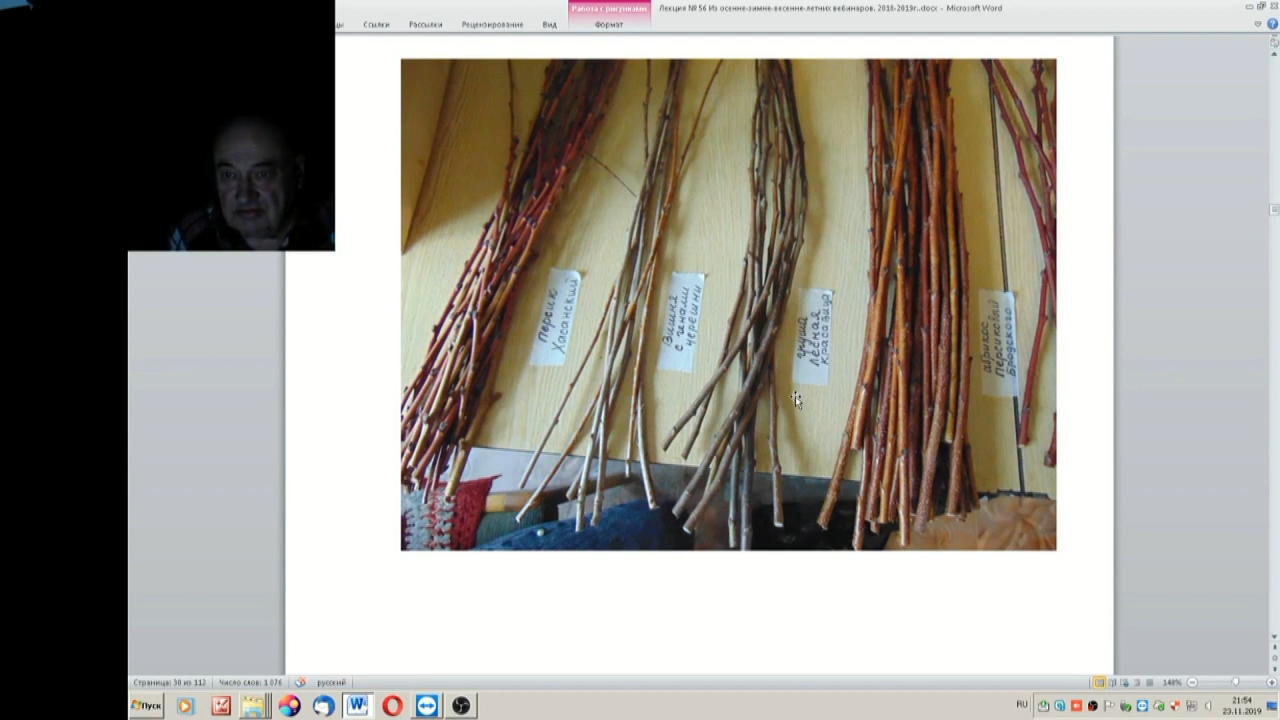 Работа с рисунками
Лекция № 56 Из осенне-зимне-весенне-летних вебинаров, 2018-2019г..docx - Microsoft Word
Ссылки
Рассылки
Рецензирование
Вид
Формат
персик
Хасанский
Вишня
с генами
черешни
груша
лесная
красавица
абрикос
персиковый
Бродского
Страница: 30 из 112
Число слов: 1 076
русский
148%
Пуск
RU
21:54
23.11.2019